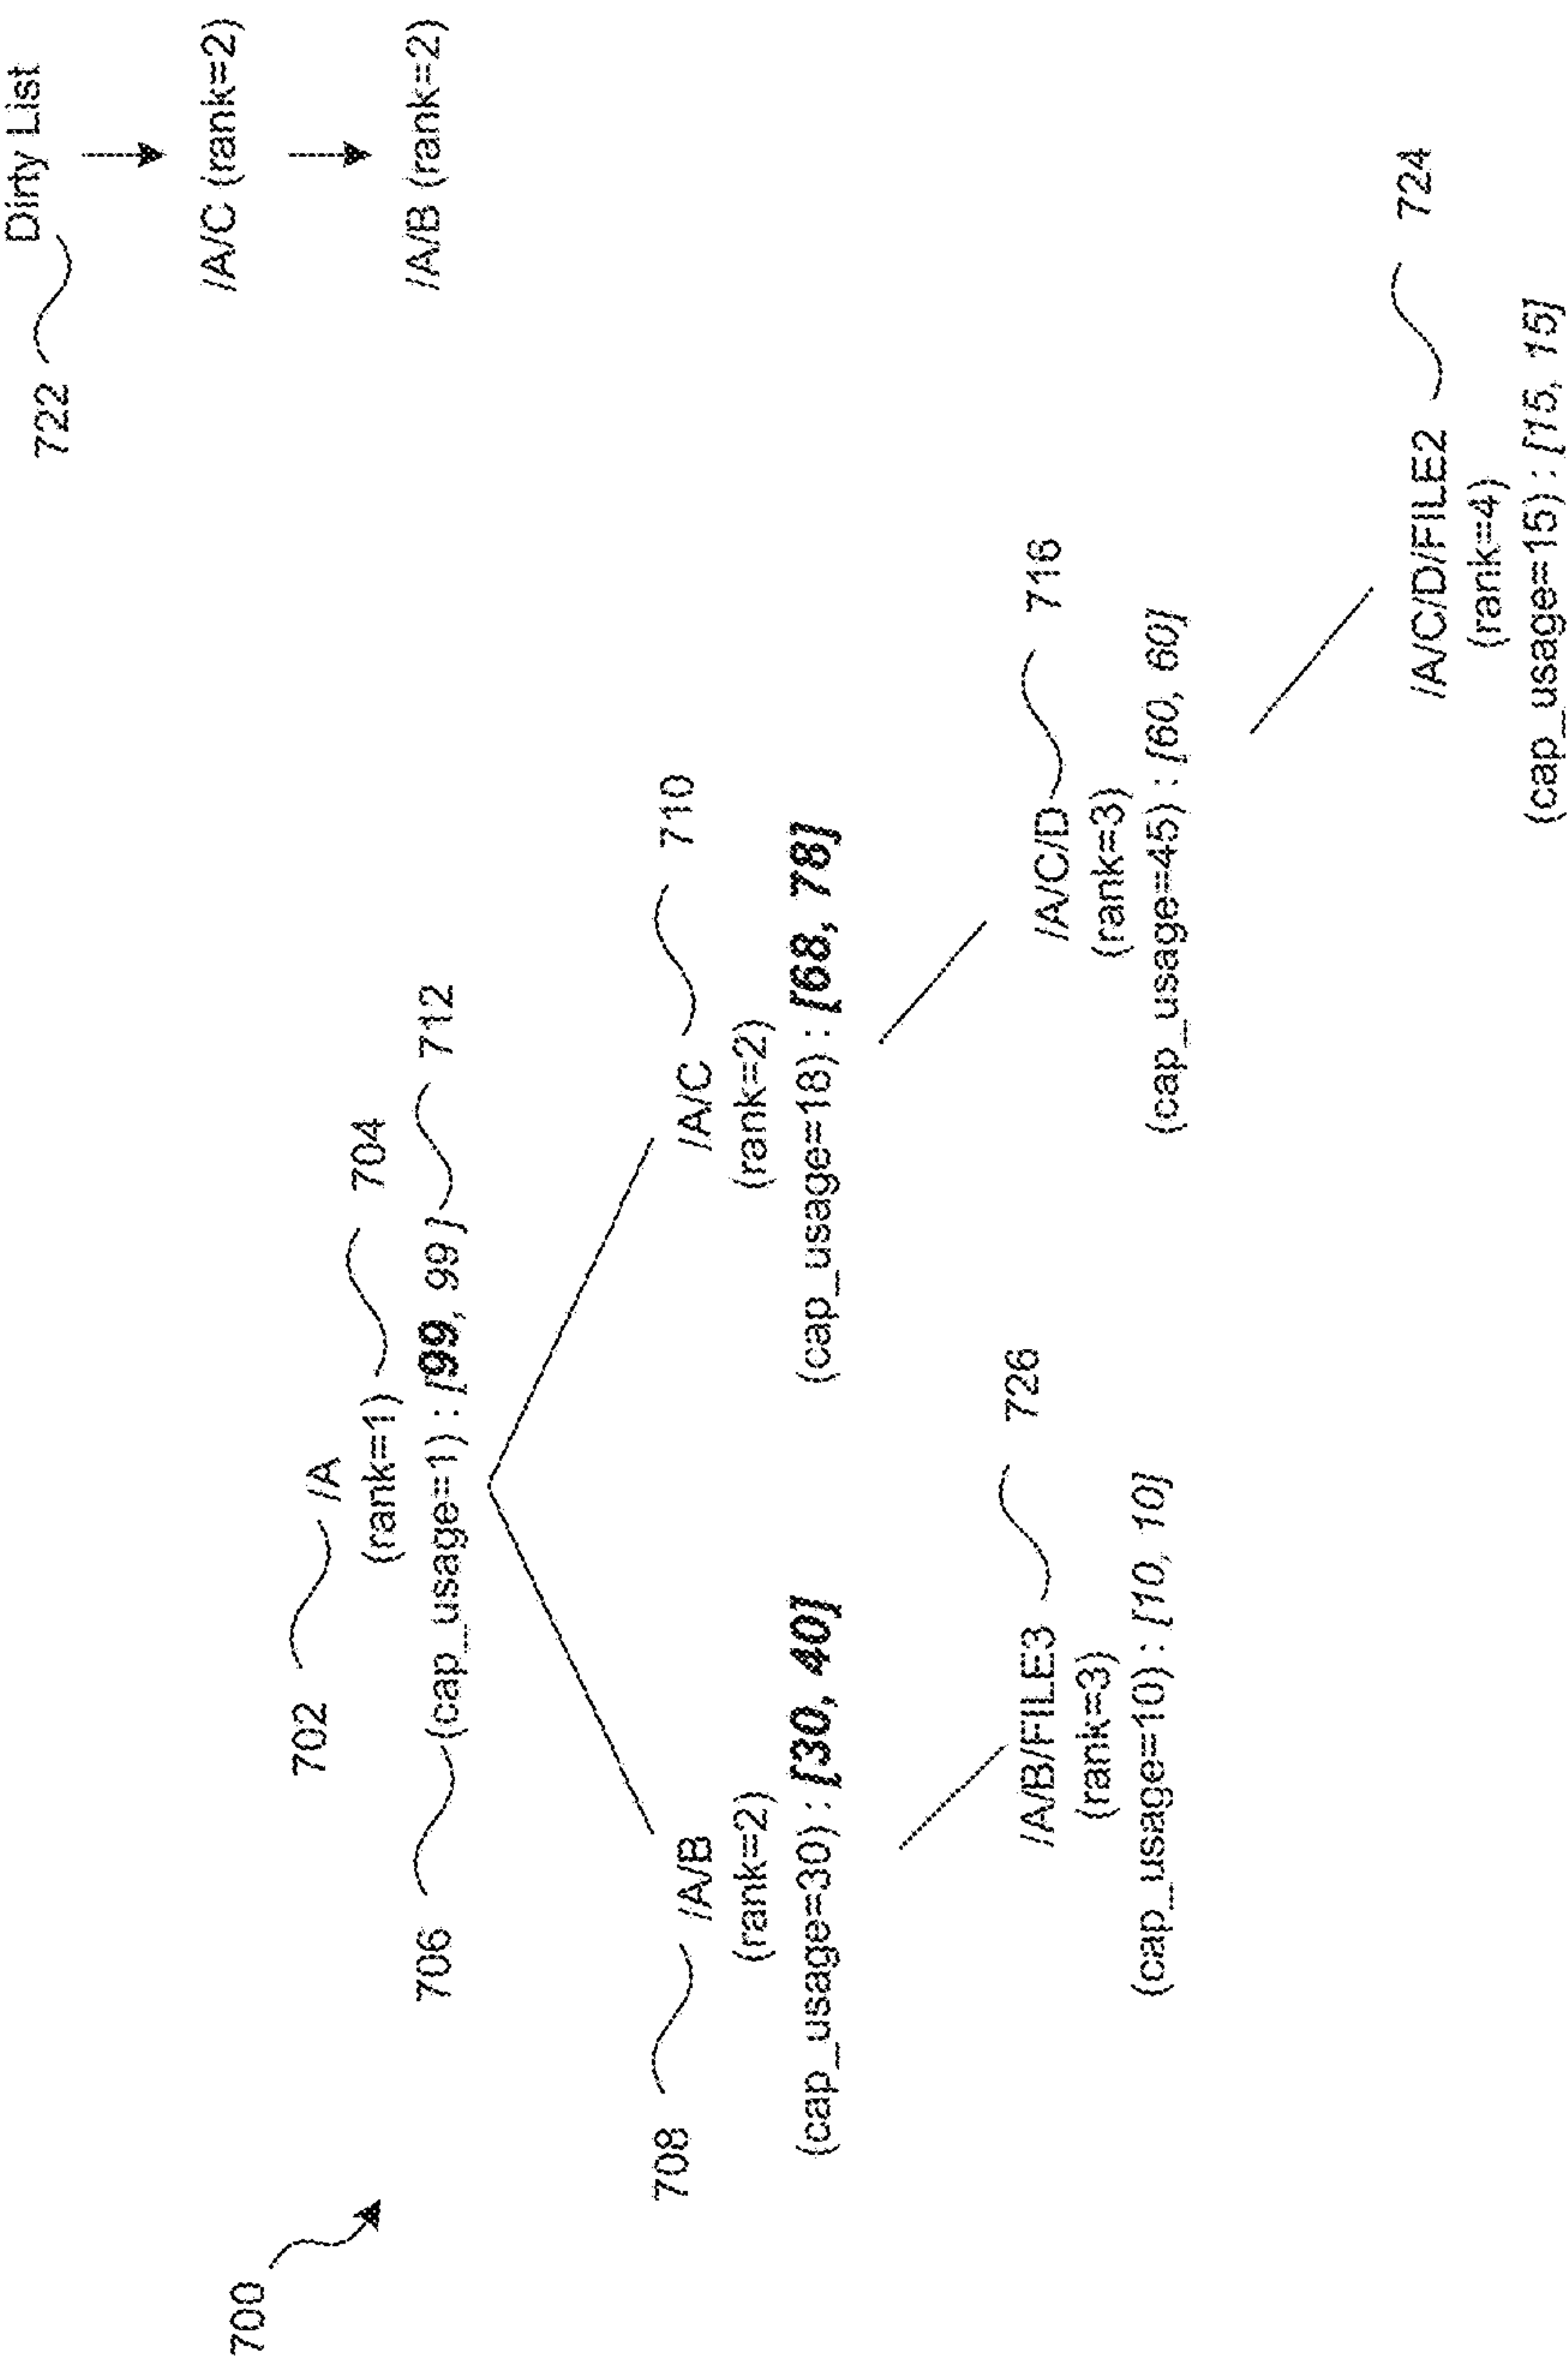 700
722
Dirty List
/A/C (rank=2)
/A/B (rank=2)
702
/A
(rank=1)
704
706
(cap_usage=1) : [99, 99]
712
708
/A/B
(rank=2)
(cap_usage=30) : [30, 40]
/A/C
710
(rank=2)
(cap_usage=18) : [68, 78]
/A/B/FILE3
726
(rank=3)
(cap_usage=10) : [10, 10]
/A/C/D
716
(rank=3)
(cap_usage=45) : [60, 60]
/A/C/D/FILE2
724
(rank=4)
(cap_usage=15) : [15, 15]